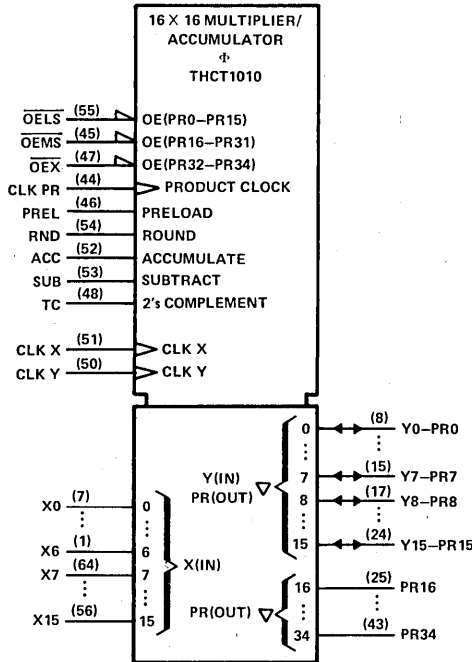 16 X 16 MULTIPLIER/
ACCUMULATOR
Φ
THCT1010
OELS (55) OE(PR0–PR15)
OEMS (45) OE(PR16–PR31)
OEX (47) OE(PR32–PR34)
CLK PR (44) PRODUCT CLOCK
PREL (46) PRELOAD
RND (54) ROUND
ACC (52) ACCUMULATE
SUB (53) SUBTRACT
TC (48) 2's COMPLEMENT
CLK X (51) CLK X
CLK Y (50) CLK Y
0 (8) Y0–PR0
Y(IN) 7 (15) Y7–PR7
PR(OUT) 8 (17) Y8–PR8
15 (24) Y15–PR15
X0 (7) 0
X6 (1) 6
X7 (64) 7
X(IN)
X15 (56) 15
16 (25) PR16
PR(OUT)
34 (43) PR34